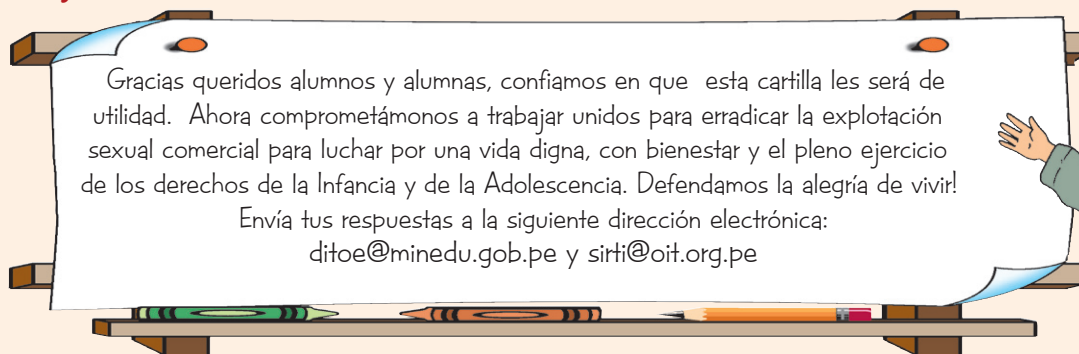 Gracias queridos alumnos y alumnas, confiamos en que esta cartilla les será de
utilidad. Ahora comprometámonos a trabajar unidos para erradicar la explotación
sexual comercial para luchar por una vida digna, con bienestar y el pleno ejercicio
de los derechos de la Infancia y de la Adolescencia. Defendamos la alegría de vivir!
Envía tus respuestas a la siguiente dirección electrónica:
ditoe@minedu.gob.pe y sirti@oit.org.pe